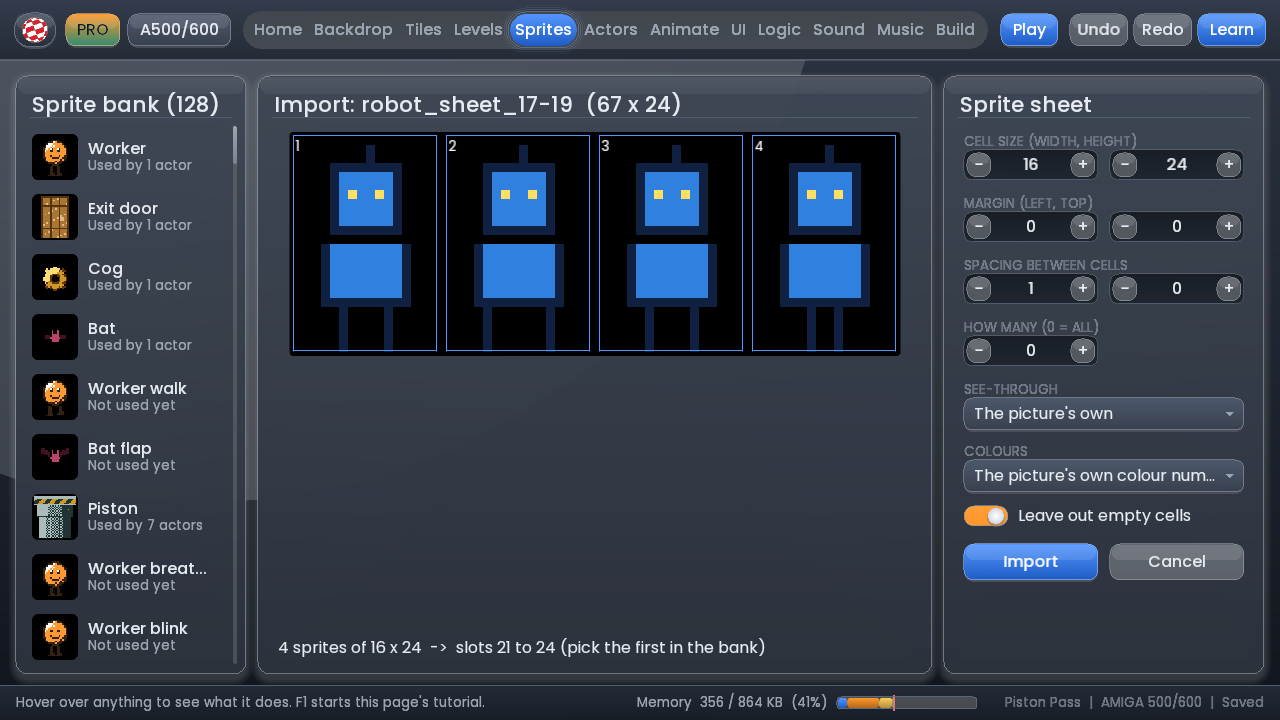 PRO
A500/600
Home Backdrop Tiles Levels Sprites Actors Animate UI Logic Sound Music Build
Play
Undo
Redo
Learn
Sprite bank (128)
Worker
Used by 1 actor
Exit door
Used by 1 actor
Cog
Used by 1 actor
Bat
Used by 1 actor
Worker walk
Not used yet
Bat flap
Not used yet
Piston
Used by 7 actors
Worker breat...
Not used yet
Worker blink
Not used yet
Import: robot_sheet_17-19 (67 x 24)
1
2
3
4
4 sprites of 16 x 24 -> slots 21 to 24 (pick the first in the bank)
Sprite sheet
CELL SIZE (WIDTH, HEIGHT)
− 16 + − 24 +
MARGIN (LEFT, TOP)
− 0 + − 0 +
SPACING BETWEEN CELLS
− 1 + − 0 +
HOW MANY (0 = ALL)
− 0 +
SEE-THROUGH
The picture's own
COLOURS
The picture's own colour num...
Leave out empty cells
Import
Cancel
Hover over anything to see what it does. F1 starts this page's tutorial.
Memory 356 / 864 KB (41%)
Piston Pass | AMIGA 500/600 | Saved